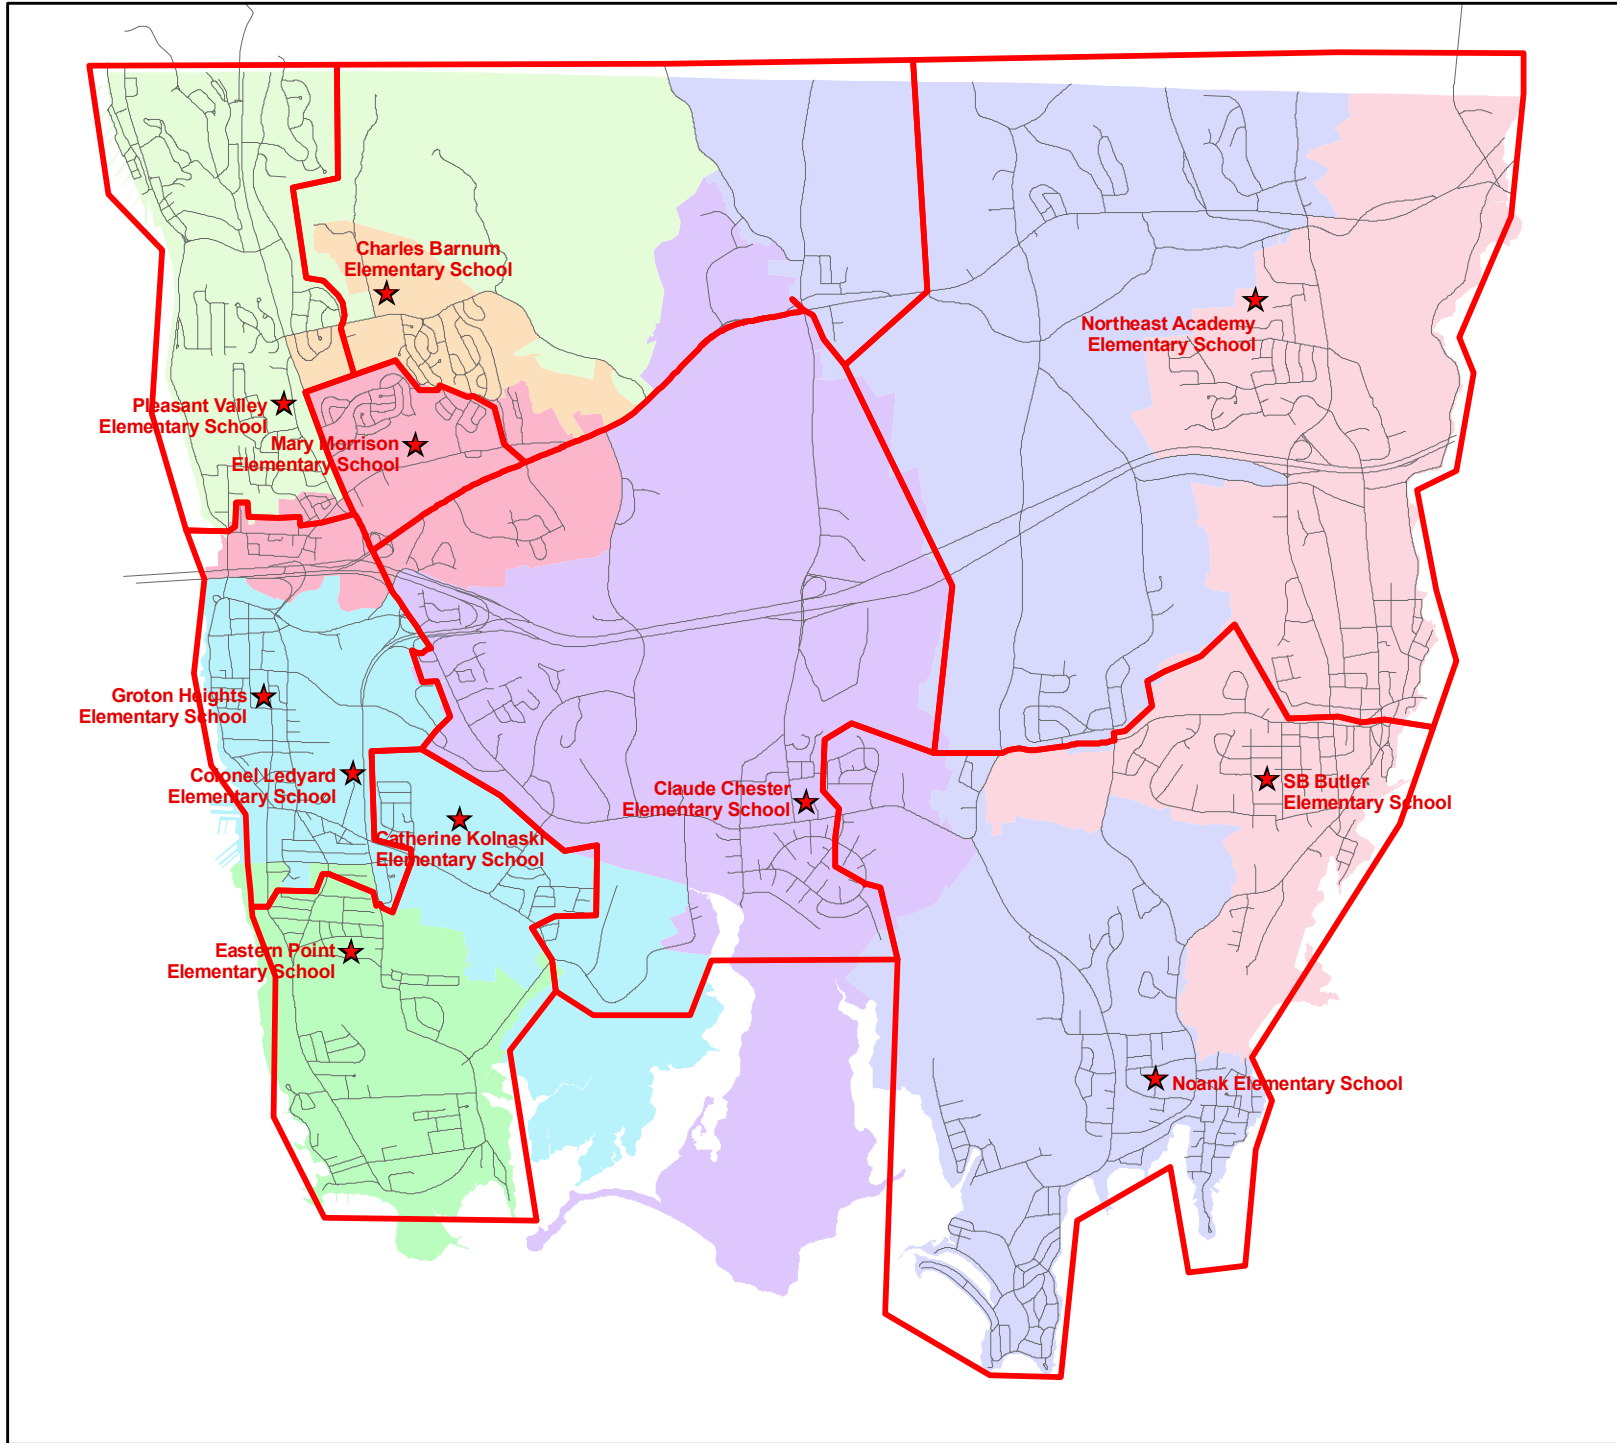 Charles Barnum
Elementary School
Northeast Academy
Elementary School
Pleasant Valley
Elementary School
Mary Morrison
Elementary School
Groton Heights
Elementary School
Colonel Ledyard
Elementary School
Claude Chester
Elementary School
SB Butler
Elementary School
Catherine Kolnaski
Elementary School
Eastern Point
Elementary School
Noank Elementary School